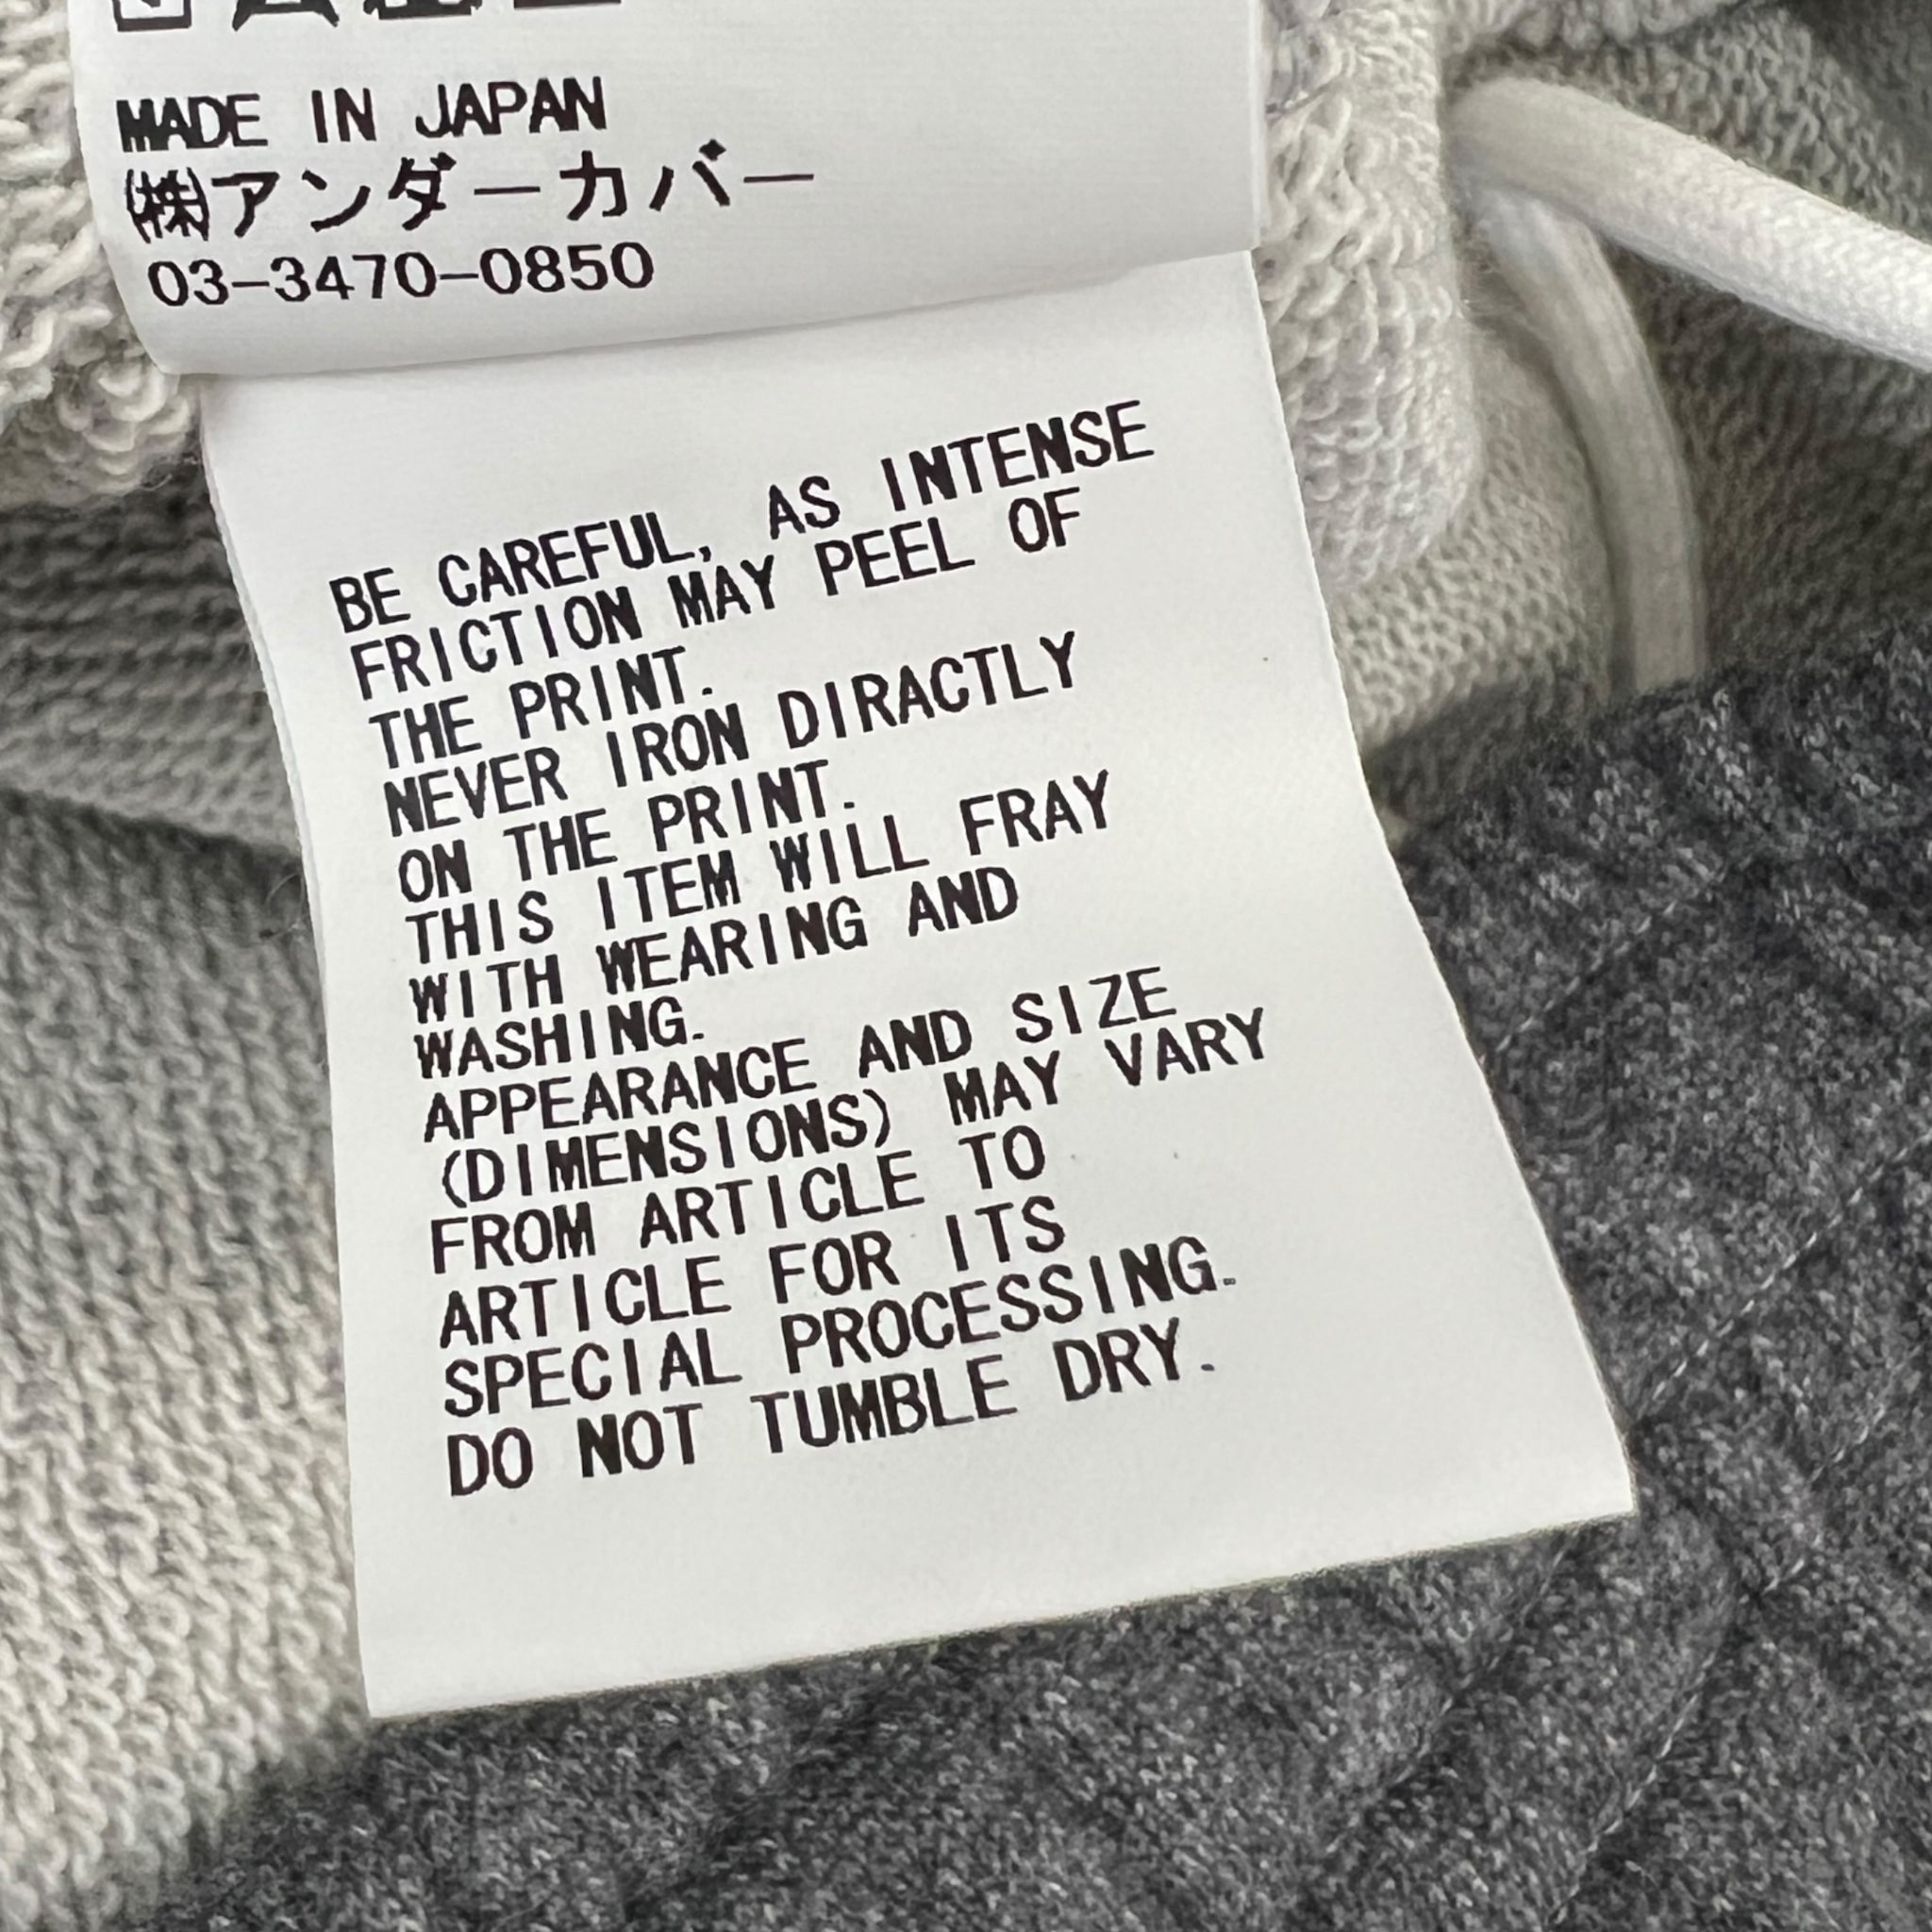 MADE IN JAPAN
㈱アンダーカバー
03-3470-0850
BE CAREFUL, AS INTENSE
FRICTION MAY PEEL OF
THE PRINT.
NEVER IRON DIRACTLY
ON THE PRINT.
THIS ITEM WILL FRAY
WITH WEARING AND
WASHING.
APPEARANCE AND SIZE
(DIMENSIONS) MAY VARY
FROM ARTICLE TO
ARTICLE FOR ITS
SPECIAL PROCESSING.
DO NOT TUMBLE DRY.